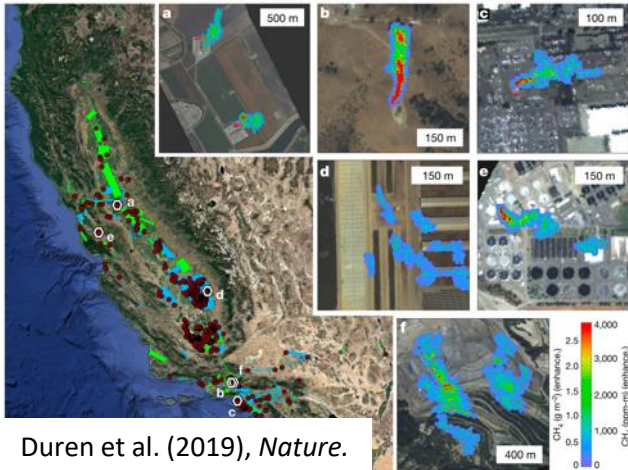 a
500 m
b
150 m
c
100 m
d
150 m
e
150 m
a
e
d
f
b
c
f
400 m
CH₄ (g m⁻²) (enhance.)
2.5
2.0
1.5
1.0
0.5
0
4,000
3,000
2,000
1,000
0
CH₄ (ppm-m) (enhance.)
Duren et al. (2019), Nature.